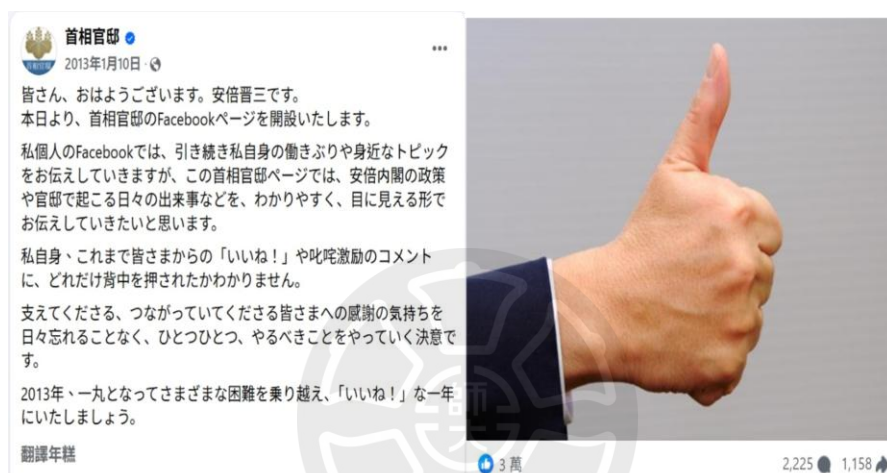 首相官邸
2013年1月10日
皆さん、おはようございます。安倍晋三です。
本日より、首相官邸のFacebookページを開設いたします。
私個人のFacebookでは、引き続き私自身の働きぶりや身近なトピック
をお伝えしていきますが、この首相官邸ページでは、安倍内閣の政策
や官邸で起こる日々の出来事などを、わかりやすく、目に見える形で
お伝えしていきたいと思います。
私自身、これまで皆さまからの「いいね！」や叱咤激励のコメント
に、どれだけ背中を押されたかわかりません。
支えてくださる、つながっていてくださる皆さまへの感謝の気持ちを
日々忘れることなく、ひとつひとつ、やるべきことをやっていく決意で
す。
2013年、一丸となってさまざまな困難を乗り越え、「いいね！」な一年
にいたしましょう。
翻譯年糕
3 萬
2,225
1,158